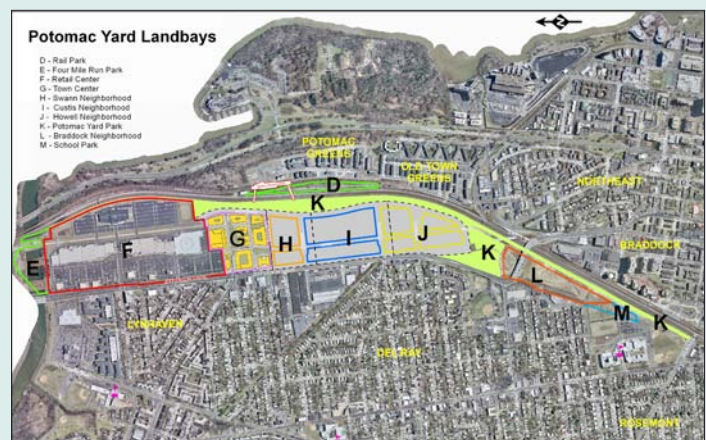 Potomac Yard Landbays
D - Rail Park
E - Four Mile Run Park
F - Retail Center
G - Town Center
H - Swann Neighborhood
I - Custis Neighborhood
J - Howell Neighborhood
K - Potomac Yard Park
L - Braddock Neighborhood
M - School Park
N
POTOMAC
GREENS
OLD TOWN
GREENS
D
NORTHEAST
K
BRADDOCK
E
F
G
H
I
J
K
L
M
K
LYNHAVEN
DEL RAY
ROSEMONT